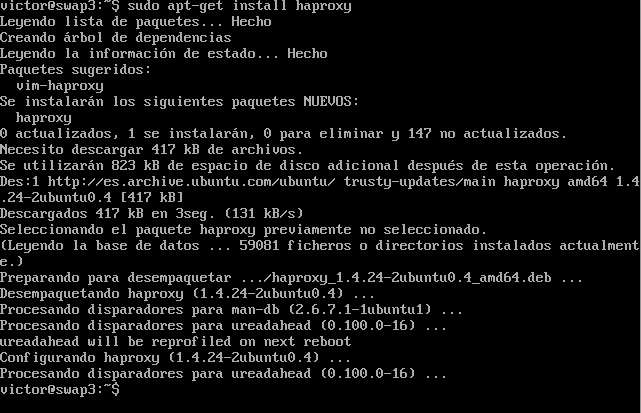 victor@swap3:~$ sudo apt-get install haproxy
Leyendo lista de paquetes... Hecho
Creando árbol de dependencias
Leyendo la información de estado... Hecho
Paquetes sugeridos:
  vim-haproxy
Se instalarán los siguientes paquetes NUEVOS:
  haproxy
0 actualizados, 1 se instalarán, 0 para eliminar y 147 no actualizados.
Necesito descargar 417 kB de archivos.
Se utilizarán 823 kB de espacio de disco adicional después de esta operación.
Des:1 http://es.archive.ubuntu.com/ubuntu/ trusty-updates/main haproxy amd64 1.4
.24-2ubuntu0.4 [417 kB]
Descargados 417 kB en 3seg. (131 kB/s)
Seleccionando el paquete haproxy previamente no seleccionado.
(Leyendo la base de datos ... 59081 ficheros o directorios instalados actualment
e.)
Preparando para desempaquetar .../haproxy_1.4.24-2ubuntu0.4_amd64.deb ...
Desempaquetando haproxy (1.4.24-2ubuntu0.4) ...
Procesando disparadores para man-db (2.6.7.1-1ubuntu1) ...
Procesando disparadores para ureadahead (0.100.0-16) ...
ureadahead will be reprofiled on next reboot
Configurando haproxy (1.4.24-2ubuntu0.4) ...
Procesando disparadores para ureadahead (0.100.0-16) ...
victor@swap3:~$